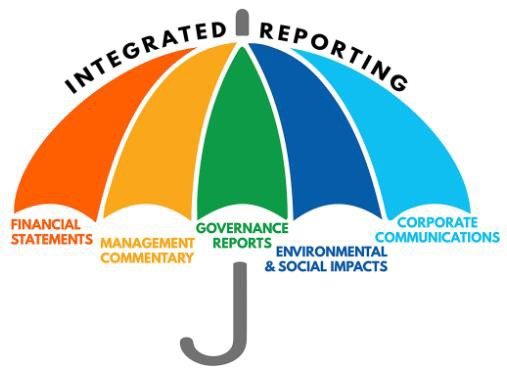 INTEGRATED REPORTING
FINANCIAL
STATEMENTS
MANAGEMENT
COMMENTARY
GOVERNANCE
REPORTS
ENVIRONMENTAL
& SOCIAL IMPACTS
CORPORATE
COMMUNICATIONS